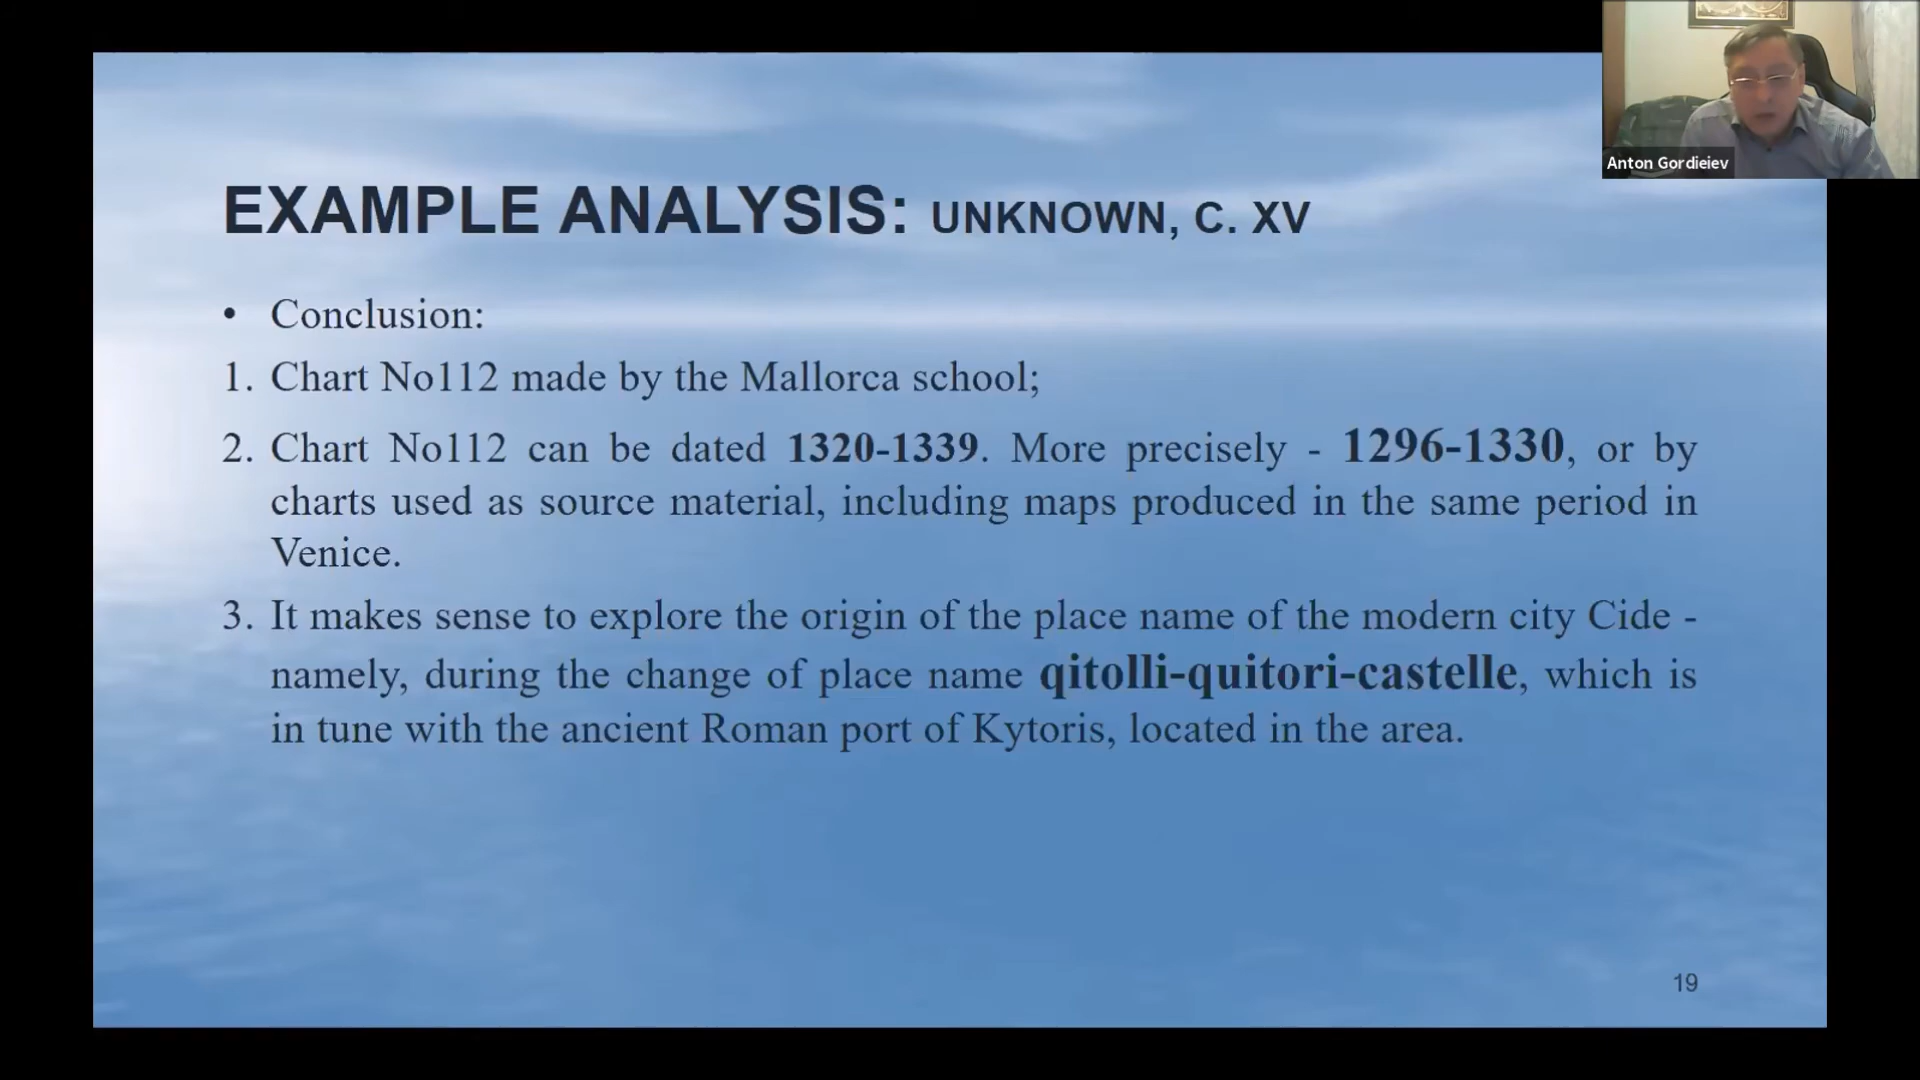 Anton Gordieiev
EXAMPLE ANALYSIS: UNKNOWN, C. XV
• Conclusion:
1. Chart No112 made by the Mallorca school;
2. Chart No112 can be dated 1320-1339. More precisely - 1296-1330, or by
charts used as source material, including maps produced in the same period in
Venice.
3. It makes sense to explore the origin of the place name of the modern city Cide -
namely, during the change of place name qitolli-quitori-castelle, which is
in tune with the ancient Roman port of Kytoris, located in the area.
19